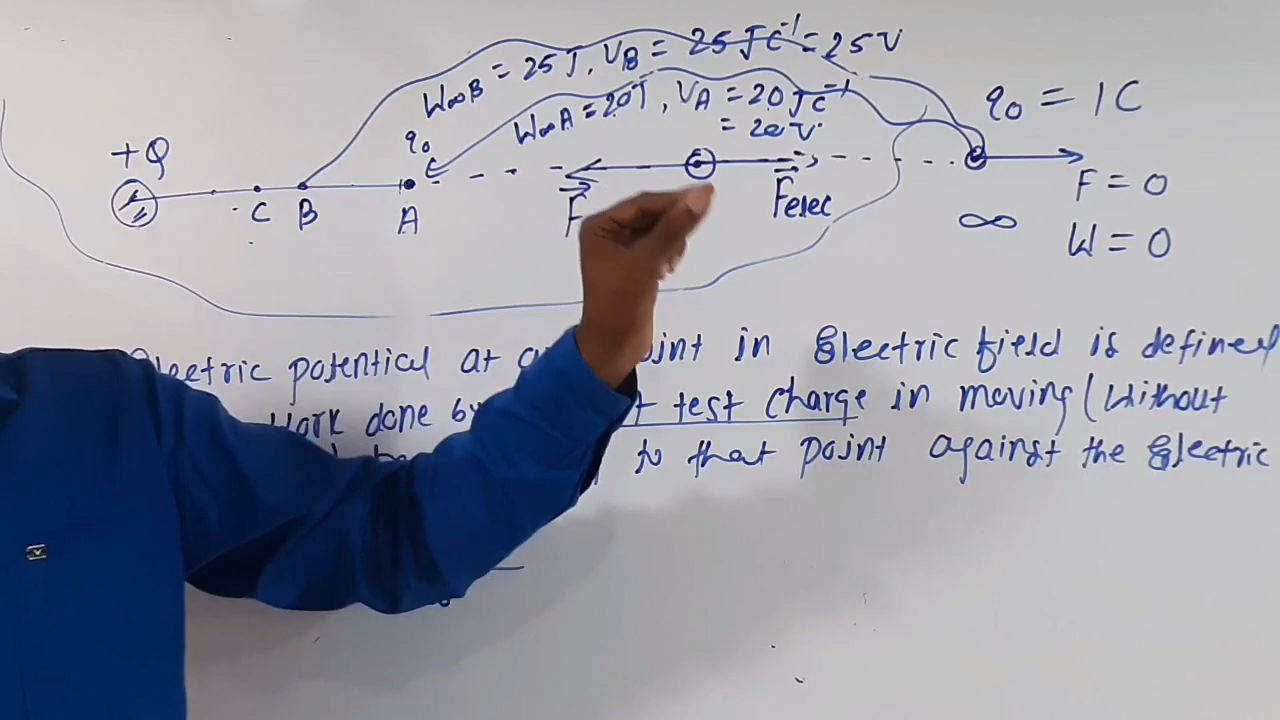 W∞B = 25 J, VB = 25 JC⁻¹ = 25 V
W∞A = 20 J, VA = 20 JC⁻¹
= 20 V
q₀ = 1C
+Q
q₀
C B A
F
Felec
∞
F = 0
W = 0
Electric potential at a point in Electric field is defined
work done by test charge in moving (Without
to that point against the Electric